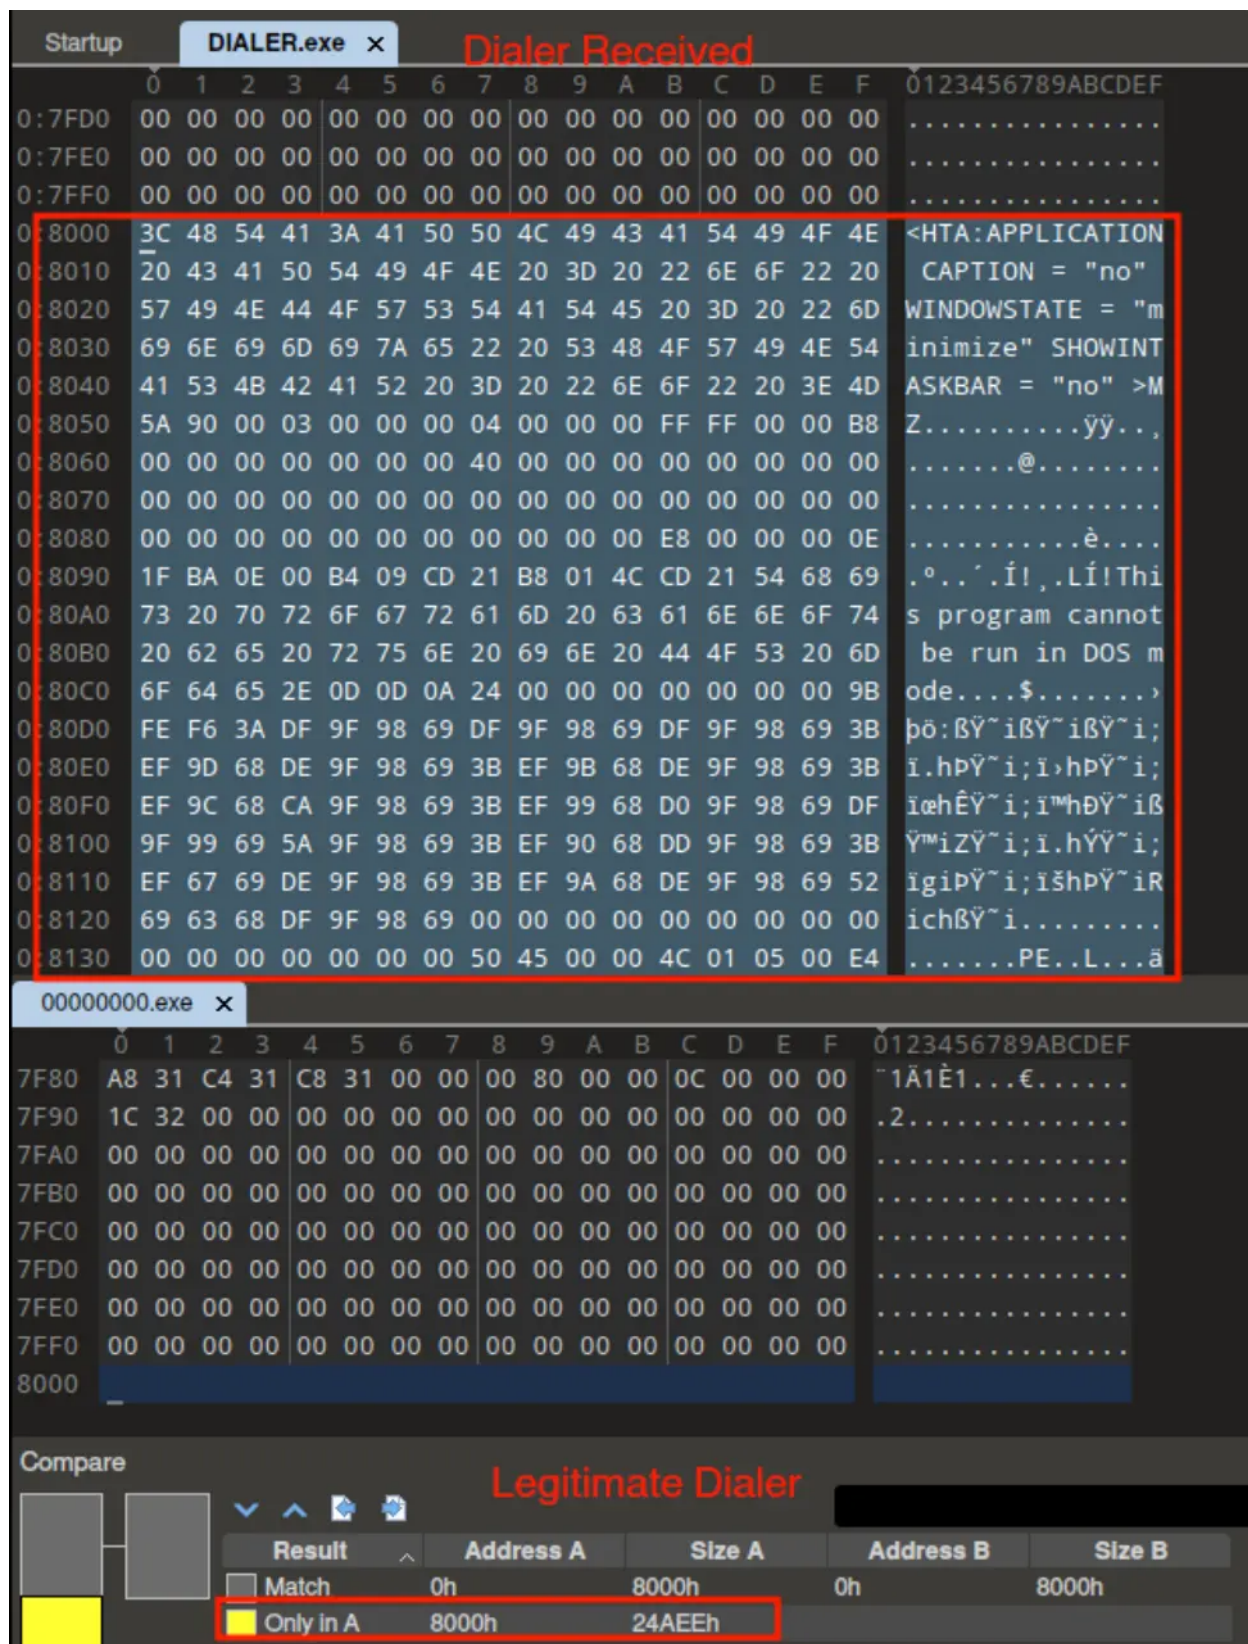 Startup DIALER.exe × Dialer Received
0 1 2 3 4 5 6 7 8 9 A B C D E F 0123456789ABCDEF
0:7FD0 00 00 00 00 00 00 00 00 00 00 00 00 00 00 00 00 ................
0:7FE0 00 00 00 00 00 00 00 00 00 00 00 00 00 00 00 00 ................
0:7FF0 00 00 00 00 00 00 00 00 00 00 00 00 00 00 00 00 ................
0:8000 3C 48 54 41 3A 41 50 50 4C 49 43 41 54 49 4F 4E <HTA:APPLICATION
0:8010 20 43 41 50 54 49 4F 4E 20 3D 20 22 6E 6F 22 20 CAPTION = "no"
0:8020 57 49 4E 44 4F 57 53 54 41 54 45 20 3D 20 22 6D WINDOWSTATE = "m
0:8030 69 6E 69 6D 69 7A 65 22 20 53 48 4F 57 49 4E 54 inimize" SHOWINT
0:8040 41 53 4B 42 41 52 20 3D 20 22 6E 6F 22 20 3E 4D ASKBAR = "no" >M
0:8050 5A 90 00 03 00 00 00 04 00 00 00 FF FF 00 00 B8 Z..........ÿÿ..¸
0:8060 00 00 00 00 00 00 00 40 00 00 00 00 00 00 00 00 .......@........
0:8070 00 00 00 00 00 00 00 00 00 00 00 00 00 00 00 00 ................
0:8080 00 00 00 00 00 00 00 00 00 00 00 E8 00 00 00 0E ...........è....
0:8090 1F BA 0E 00 B4 09 CD 21 B8 01 4C CD 21 54 68 69 .º..´.Í!¸.LÍ!Thi
0:80A0 73 20 70 72 6F 67 72 61 6D 20 63 61 6E 6E 6F 74 s program cannot
0:80B0 20 62 65 20 72 75 6E 20 69 6E 20 44 4F 53 20 6D be run in DOS m
0:80C0 6F 64 65 2E 0D 0D 0A 24 00 00 00 00 00 00 00 9B ode....$.......›
0:80D0 FE F6 3A DF 9F 98 69 DF 9F 98 69 DF 9F 98 69 3B þö:ßŸ˜ißŸ˜ißŸ˜i;
0:80E0 EF 9D 68 DE 9F 98 69 3B EF 9B 68 DE 9F 98 69 3B ï.hÞŸ˜i;ï›hÞŸ˜i;
0:80F0 EF 9C 68 CA 9F 98 69 3B EF 99 68 D0 9F 98 69 DF ïœhÊŸ˜i;ï™hÐŸ˜iß
0:8100 9F 99 69 5A 9F 98 69 3B EF 90 68 DD 9F 98 69 3B Ÿ™iZŸ˜i;ï.hÝŸ˜i;
0:8110 EF 67 69 DE 9F 98 69 3B EF 9A 68 DE 9F 98 69 52 ïgiÞŸ˜i;ïšhÞŸ˜iR
0:8120 69 63 68 DF 9F 98 69 00 00 00 00 00 00 00 00 00 ichßŸ˜i.........
0:8130 00 00 00 00 00 00 00 50 45 00 00 4C 01 05 00 E4 .......PE..L...ä
00000000.exe ×
0 1 2 3 4 5 6 7 8 9 A B C D E F 0123456789ABCDEF
7F80 A8 31 C4 31 C8 31 00 00 00 80 00 00 0C 00 00 00 ¨1Ä1È1...€......
7F90 1C 32 00 00 00 00 00 00 00 00 00 00 00 00 00 00 .2..............
7FA0 00 00 00 00 00 00 00 00 00 00 00 00 00 00 00 00 ................
7FB0 00 00 00 00 00 00 00 00 00 00 00 00 00 00 00 00 ................
7FC0 00 00 00 00 00 00 00 00 00 00 00 00 00 00 00 00 ................
7FD0 00 00 00 00 00 00 00 00 00 00 00 00 00 00 00 00 ................
7FE0 00 00 00 00 00 00 00 00 00 00 00 00 00 00 00 00 ................
7FF0 00 00 00 00 00 00 00 00 00 00 00 00 00 00 00 00 ................
8000
Compare
Legitimate Dialer
Result Address A Size A Address B Size B
Match 0h 8000h 0h 8000h
Only in A 8000h 24AEEh